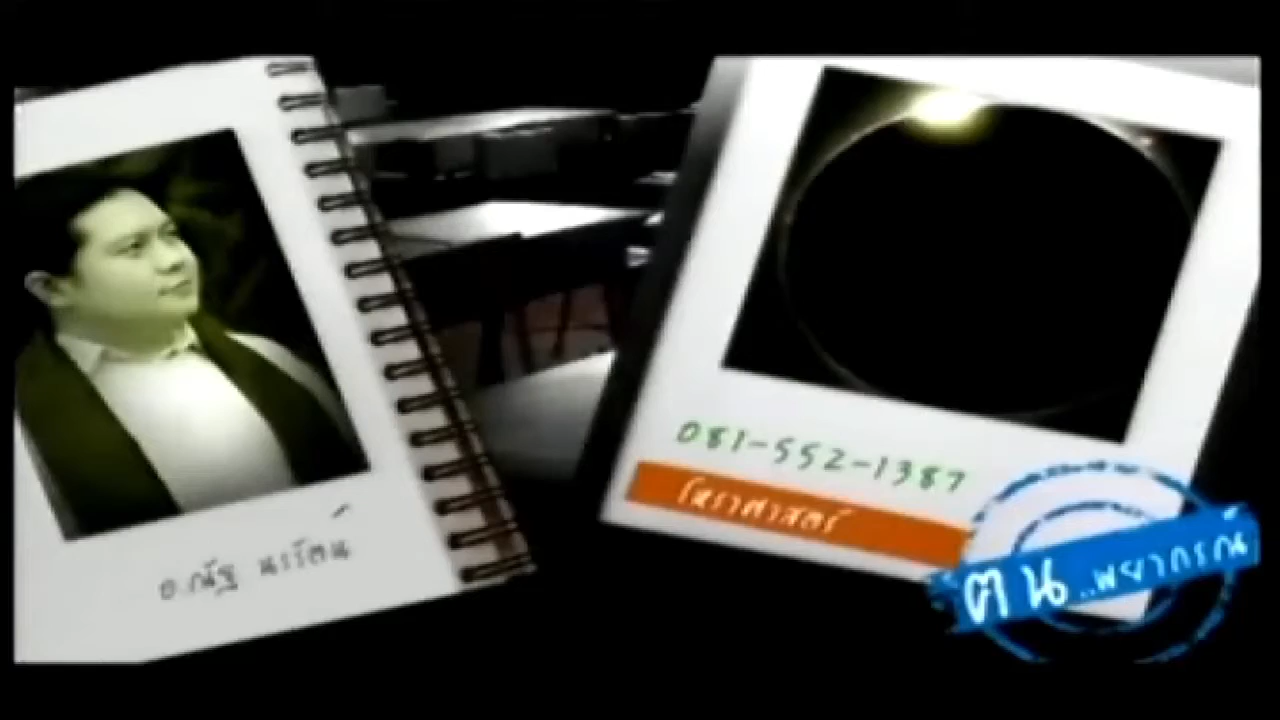 อ.ณัฐ นรรัตน์
081-552-1387
โหราศาสตร์
ฅน..พยากรณ์